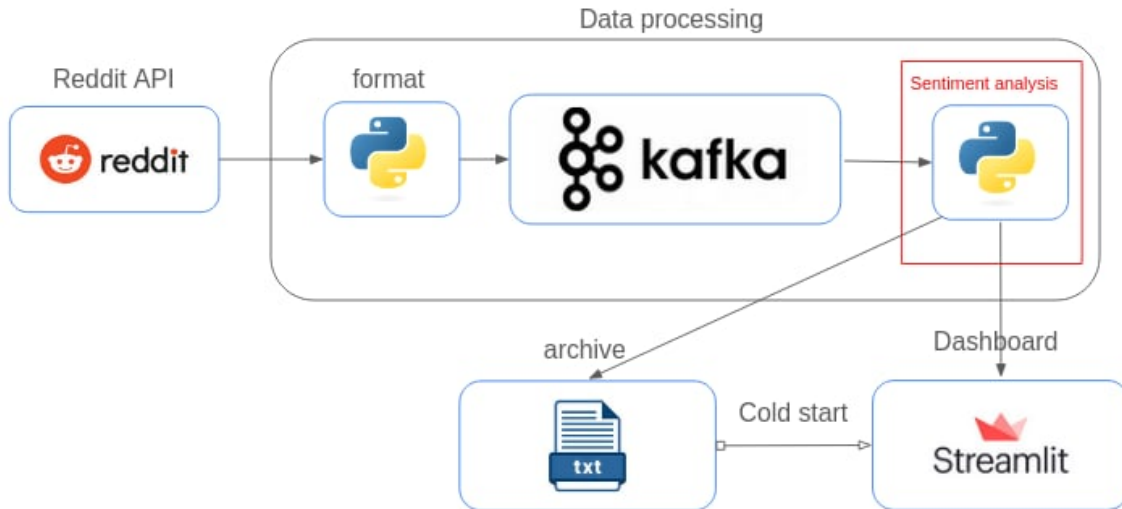 Data processing
Reddit API
format
Sentiment analysis
reddit
kafka
archive
Dashboard
Cold start
txt
Streamlit